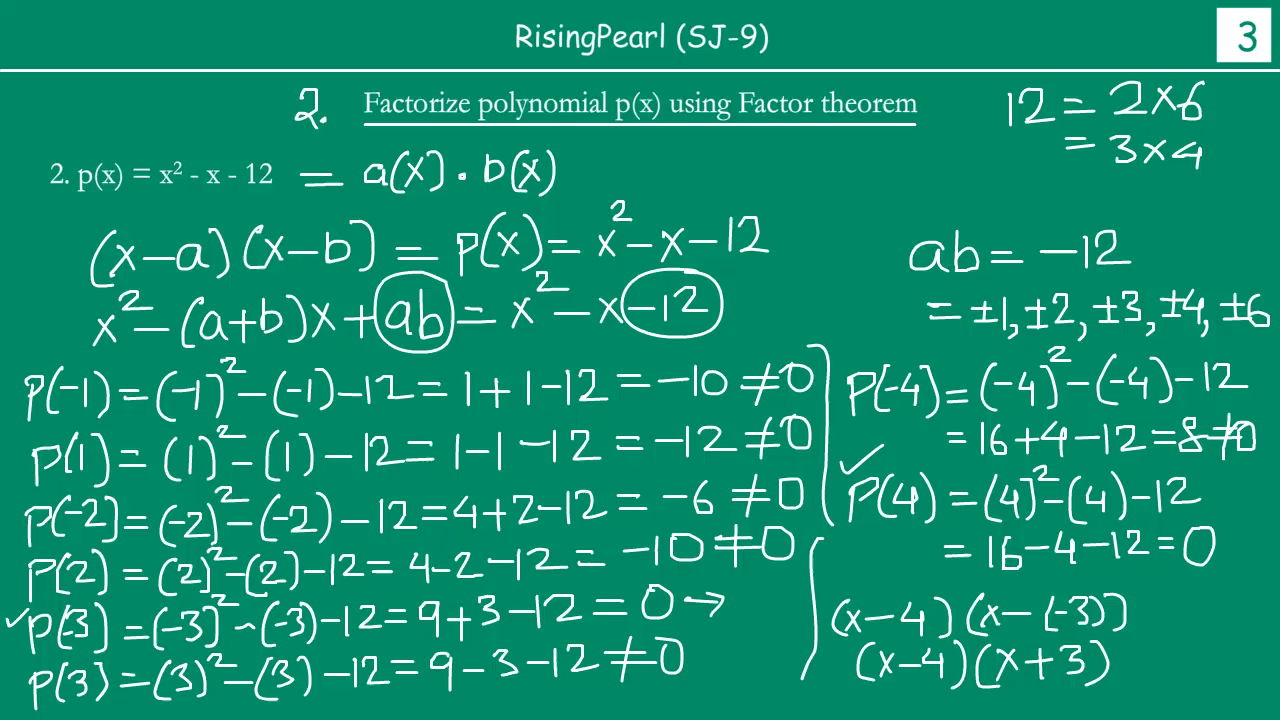 RisingPearl (SJ-9)
3
2. Factorize polynomial p(x) using Factor theorem
12 = 2×6
= 3×4
2. p(x) = x² - x - 12 = a(x) . b(x)
(x-a) (x-b) = p(x) = x² - x - 12
x² - (a+b)x + ab = x² - x - 12
ab = -12
= ±1, ±2, ±3, ±4, ±6
P(-1) = (-1)² - (-1) - 12 = 1 + 1 - 12 = -10 ≠ 0
P(1) = (1)² - (1) - 12 = 1 - 1 - 12 = -12 ≠ 0
P(-2) = (-2)² - (-2) - 12 = 4 + 2 - 12 = -6 ≠ 0
P(2) = (2)² - (2) - 12 = 4 - 2 - 12 = -10 ≠ 0
✓ P(-3) = (-3)² - (-3) - 12 = 9 + 3 - 12 = 0 →
P(3) = (3)² - (3) - 12 = 9 - 3 - 12 ≠ 0
P(-4) = (-4)² - (-4) - 12
= 16 + 4 - 12 = 8 ≠ 0
✓ P(4) = (4)² - (4) - 12
= 16 - 4 - 12 = 0
(x - 4) (x - (-3))
(x - 4) (x + 3)